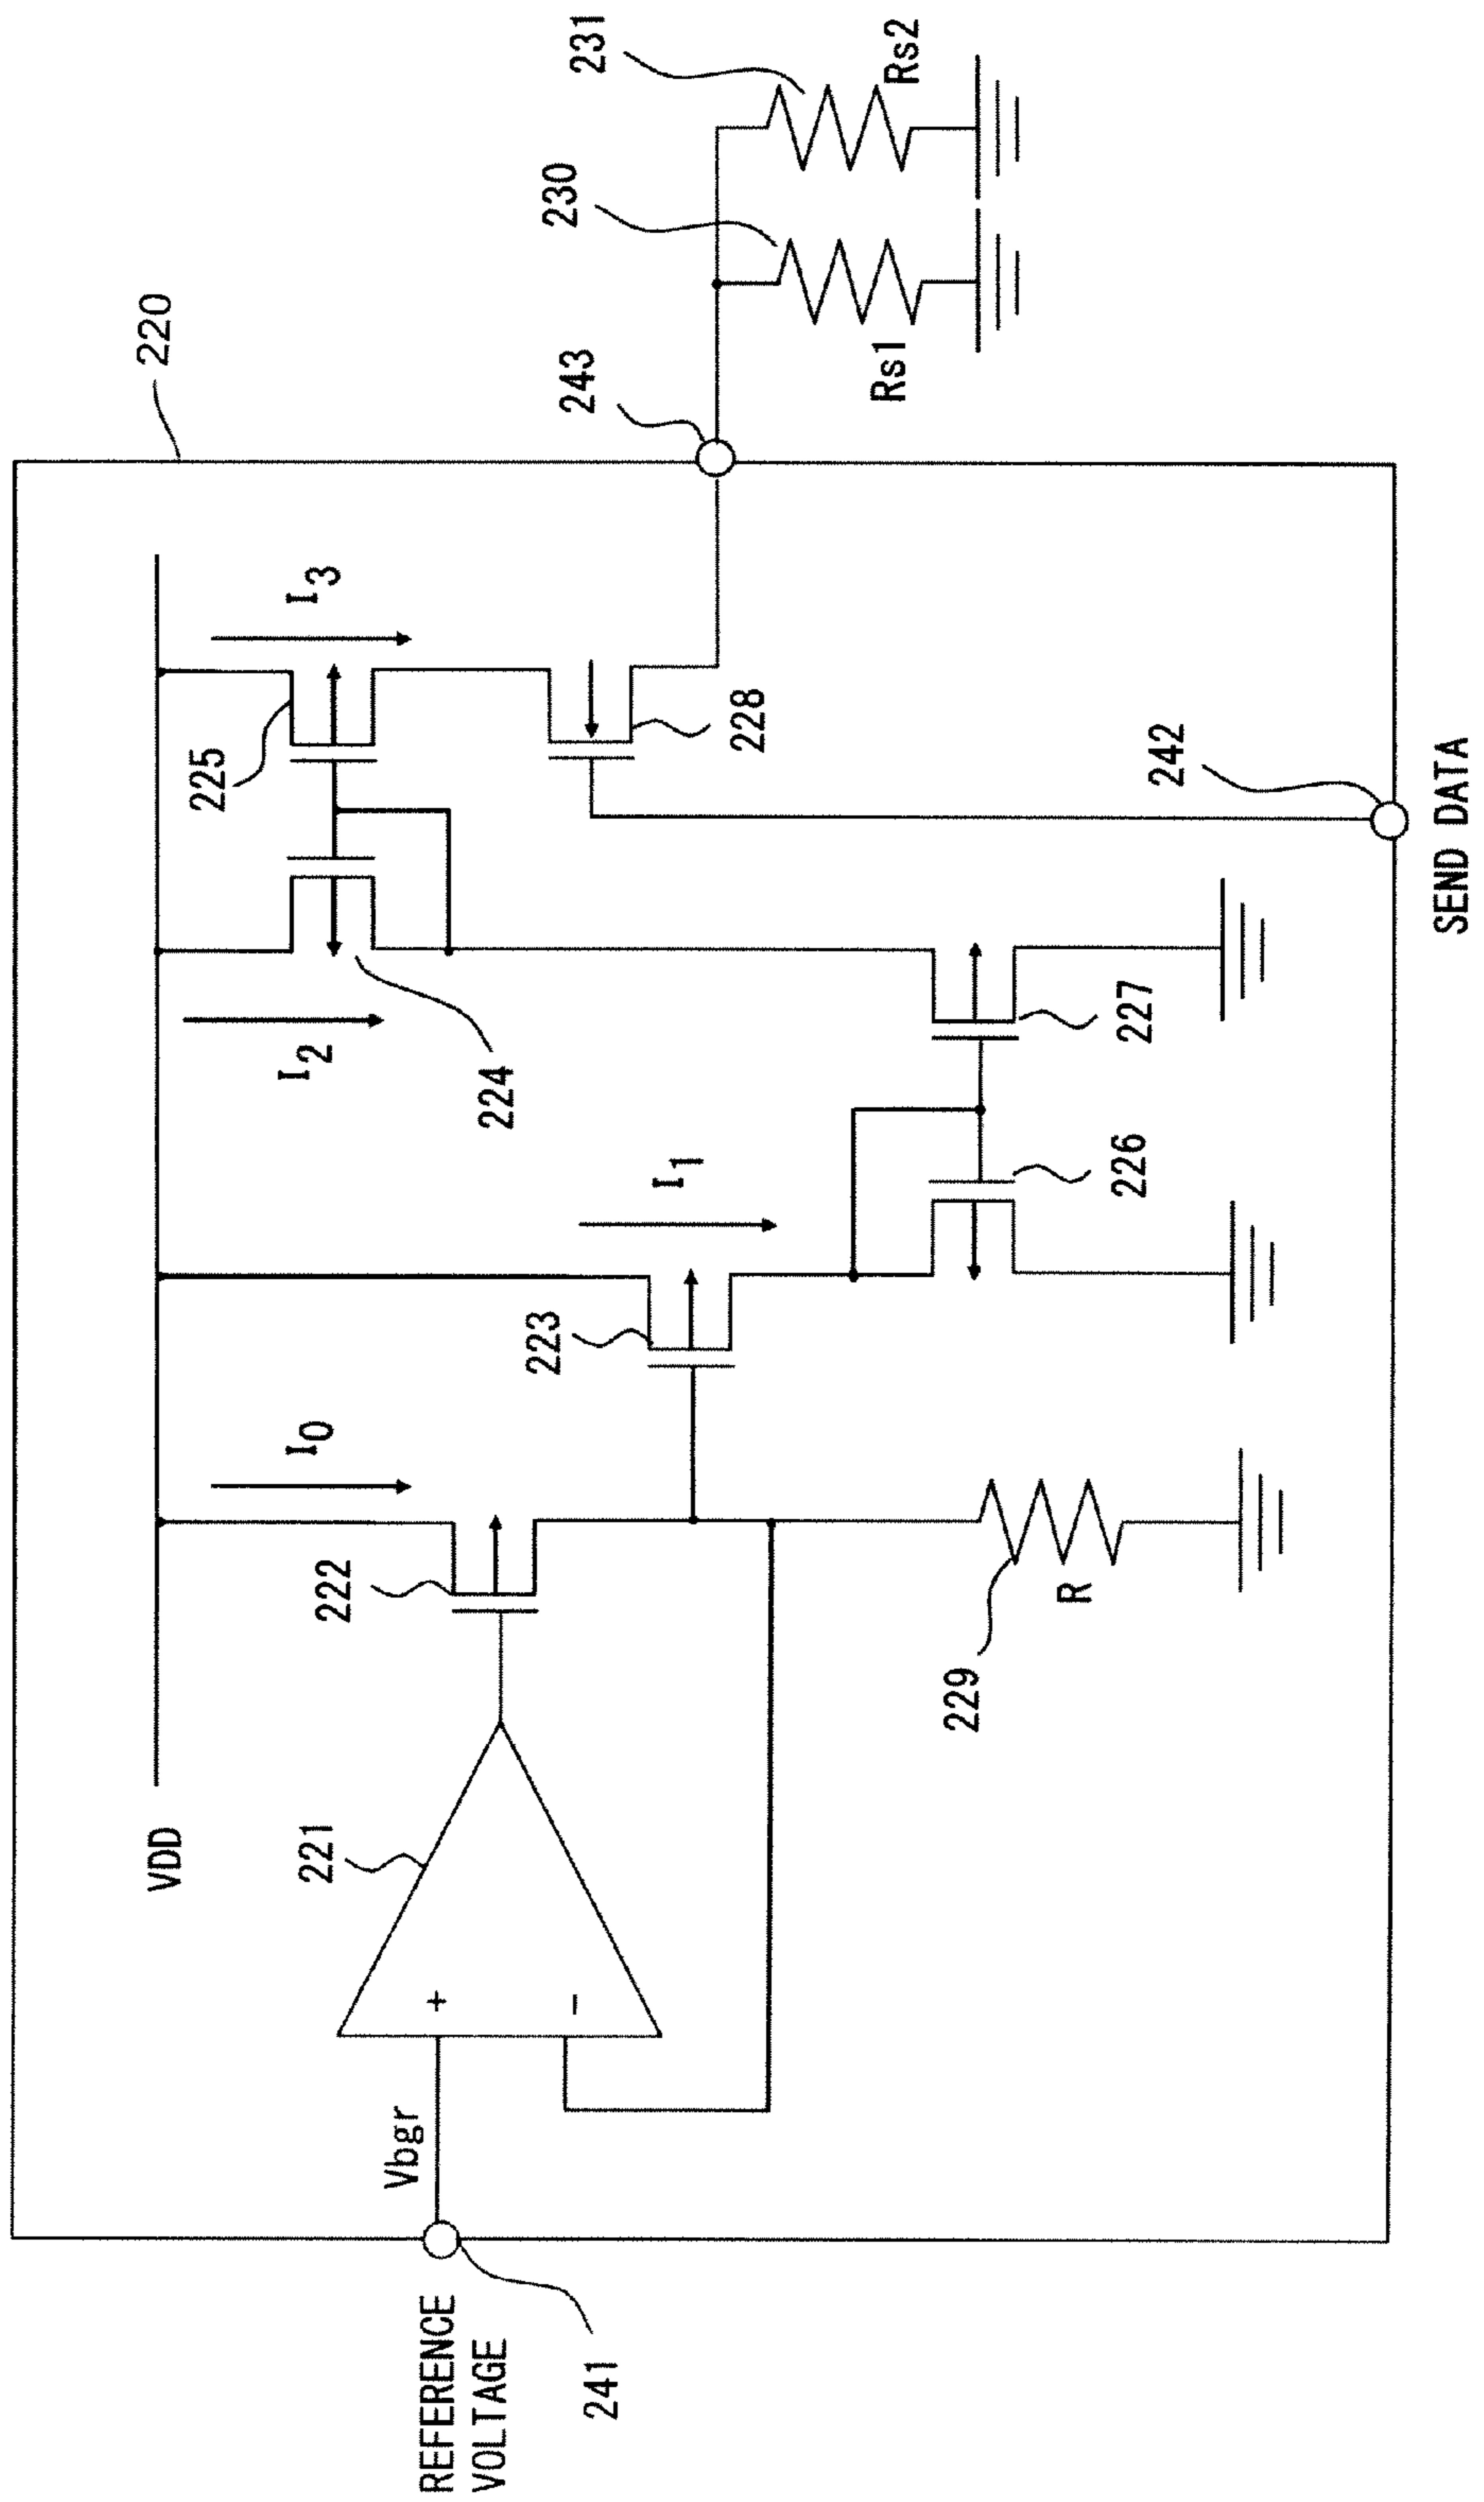 220
VDD
REFERENCE
VOLTAGE
241
Vbgr
+
-
221
222
I0
223
I1
I2
224
225
I3
226
227
228
229
R
243
230
Rs1
231
Rs2
242
SEND DATA